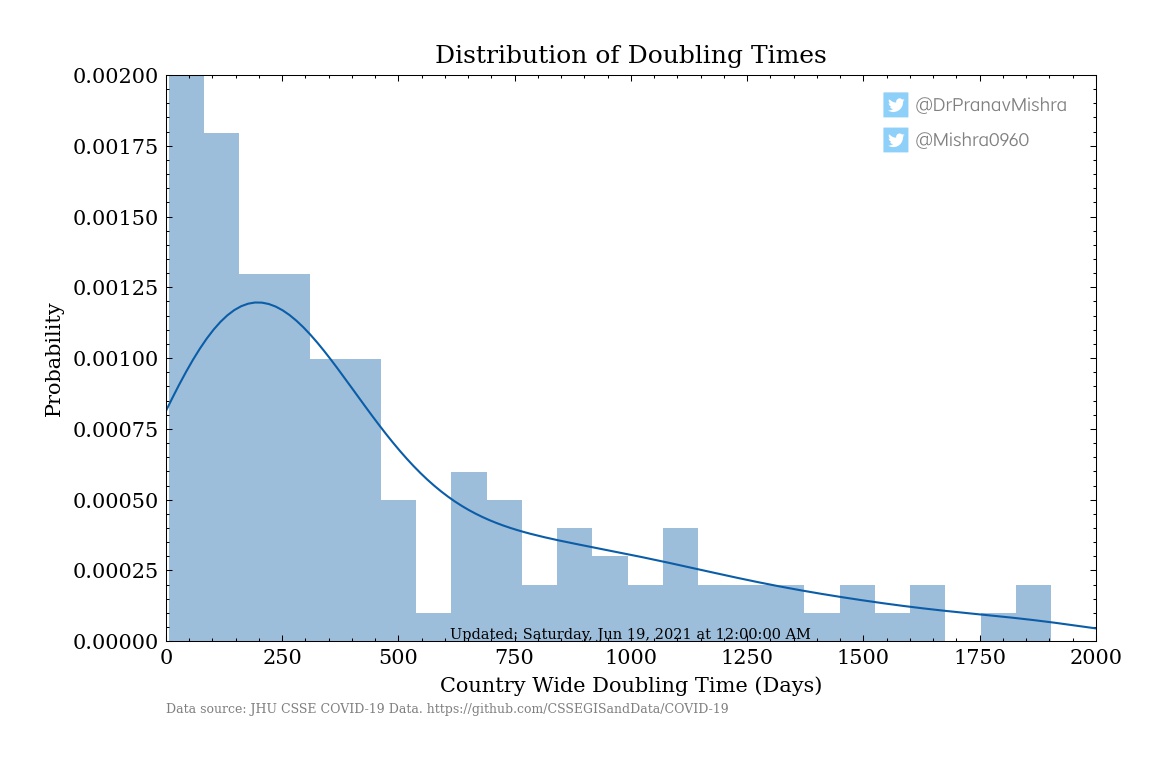 Distribution of Doubling Times
0.00200
0.00175
0.00150
0.00125
0.00100
0.00075
0.00050
0.00025
0.00000
Probability
@DrPranavMishra
@Mishra0960
Updated: Saturday, Jun 19, 2021 at 12:00:00 AM
0 250 500 750 1000 1250 1500 1750 2000
Country Wide Doubling Time (Days)
Data source: JHU CSSE COVID-19 Data. https://github.com/CSSEGISandData/COVID-19